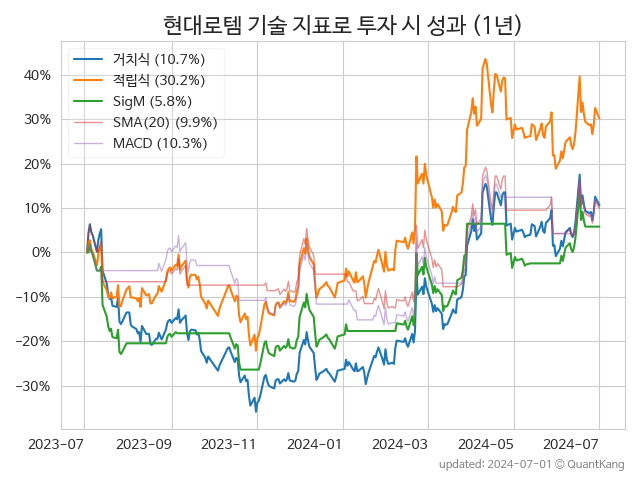 현대로템 기술 지표로 투자 시 성과 (1년)
거치식 (10.7%)
적립식 (30.2%)
SigM (5.8%)
SMA(20) (9.9%)
MACD (10.3%)
40%
30%
20%
10%
0%
−10%
−20%
−30%
2023-07 2023-09 2023-11 2024-01 2024-03 2024-05 2024-07
updated: 2024-07-01 © QuantKang